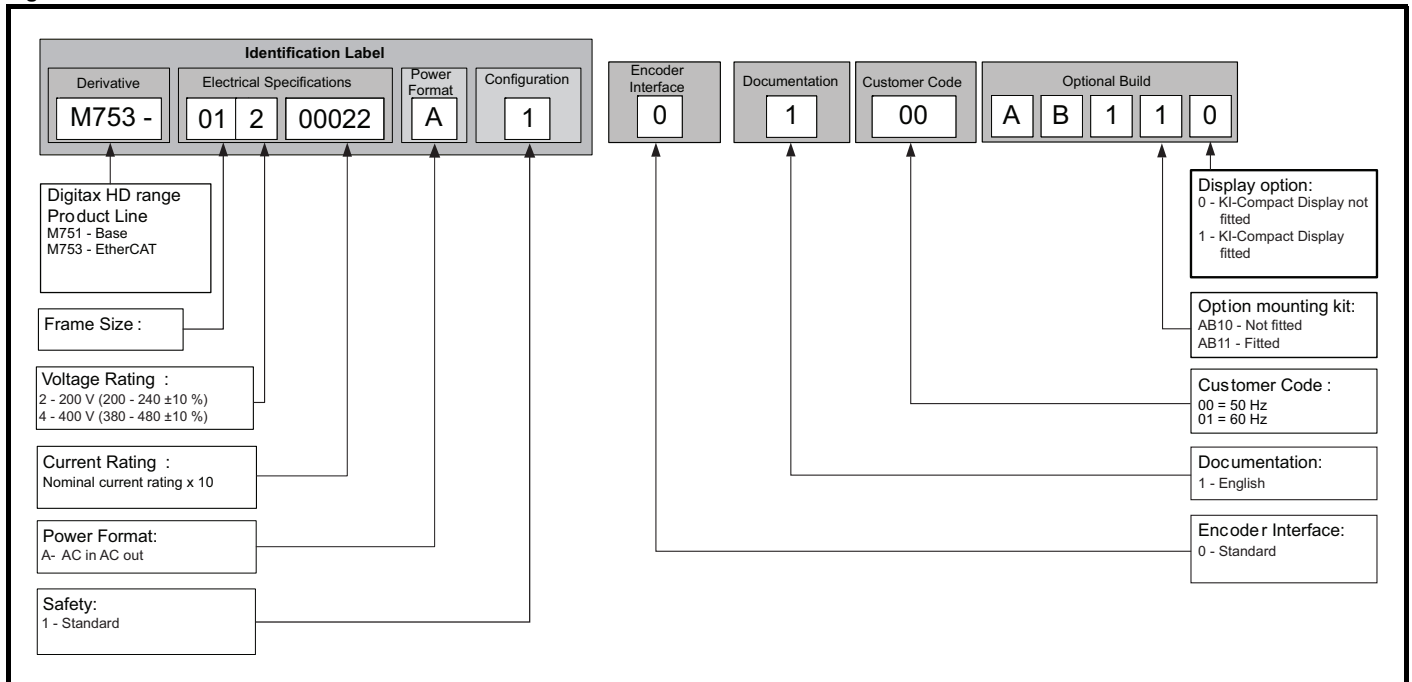 Identification Label
Derivative
Electrical Specifications
Power
Format
Configuration
Encoder
Interface
Documentation
Customer Code
Optional Build
M753 -
01
2
00022
A
1
0
1
00
A
B
1
1
0
Digitax HD range
Product Line
M751 - Base
M753 - EtherCAT
Frame Size :
Voltage Rating :
2 - 200 V (200 - 240 ±10 %)
4 - 400 V (380 - 480 ±10 %)
Current Rating :
Nominal current rating x 10
Power Format:
A- AC in AC out
Safety:
1 - Standard
Display option:
0 - KI-Compact Display not
fitted
1 - KI-Compact Display
fitted
Option mounting kit:
AB10 - Not fitted
AB11 - Fitted
Customer Code :
00 = 50 Hz
01 = 60 Hz
Documentation:
1 - English
Encoder Interface:
0 - Standard